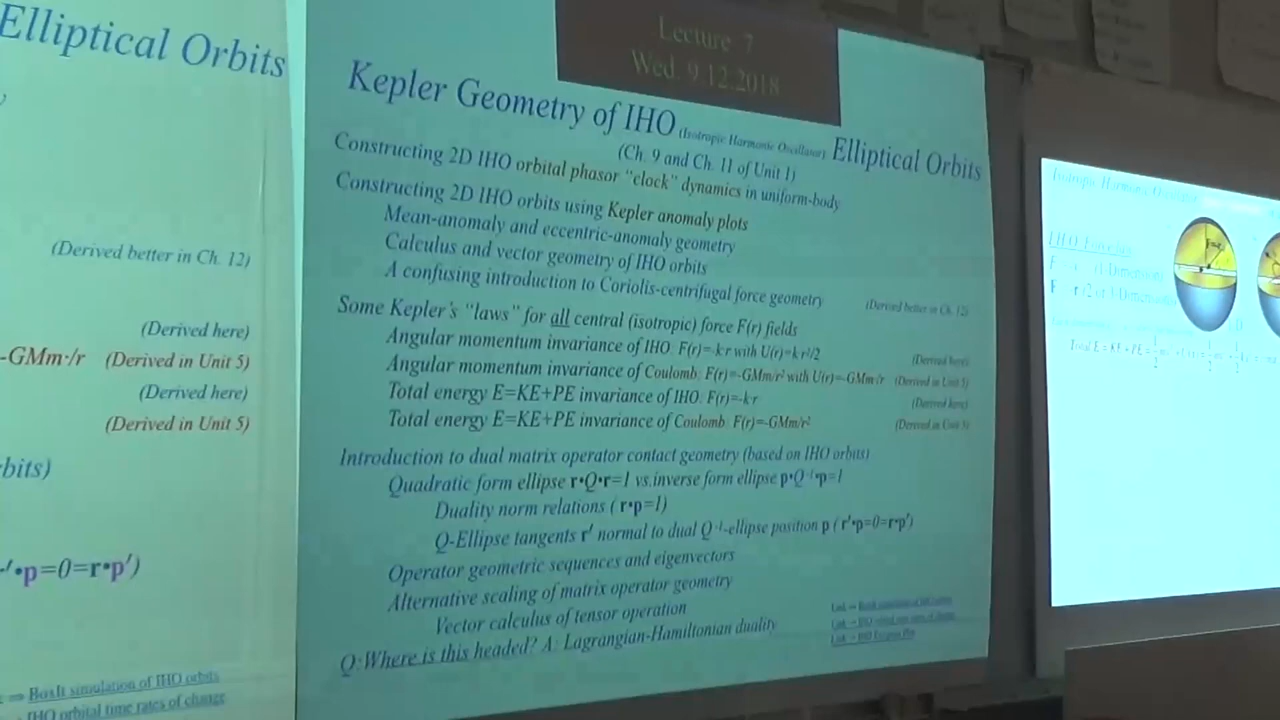 Elliptical Orbits
(Derived better in Ch. 12)
(Derived here)
-GMm·/r (Derived in Unit 5)
(Derived here)
(Derived in Unit 5)
bits)
•p=0=r•p')
⇒ BoxIt simulation of IHO orbits
IHO orbital time rates of change
Lecture 7
Wed. 9.12.2018
Kepler Geometry of IHO (Isotropic Harmonic Oscillator) Elliptical Orbits
(Ch. 9 and Ch. 11 of Unit 1)
Constructing 2D IHO orbital phasor "clock" dynamics in uniform-body
Constructing 2D IHO orbits using Kepler anomaly plots
Mean-anomaly and eccentric-anomaly geometry
Calculus and vector geometry of IHO orbits
A confusing introduction to Coriolis-centrifugal force geometry (Derived better in Ch. 12)
Some Kepler's "laws" for all central (isotropic) force F(r) fields
Angular momentum invariance of IHO: F(r)=-k·r with U(r)=k·r²/2 (Derived here)
Angular momentum invariance of Coulomb: F(r)=-GMm/r² with U(r)=-GMm/r (Derived in Unit 5)
Total energy E=KE+PE invariance of IHO: F(r)=-k·r (Derived here)
Total energy E=KE+PE invariance of Coulomb: F(r)=-GMm/r² (Derived in Unit 5)
Introduction to dual matrix operator contact geometry (based on IHO orbits)
Quadratic form ellipse r•Q•r=1 vs.inverse form ellipse p•Q⁻¹•p=1
Duality norm relations (r•p=1)
Q-Ellipse tangents r' normal to dual Q⁻¹-ellipse position p (r'•p=0=r•p')
Operator geometric sequences and eigenvectors
Alternative scaling of matrix operator geometry
Vector calculus of tensor operation
Q:Where is this headed? A: Lagrangian-Hamiltonian duality
Isotropic Harmonic
Total E=KE+PE=